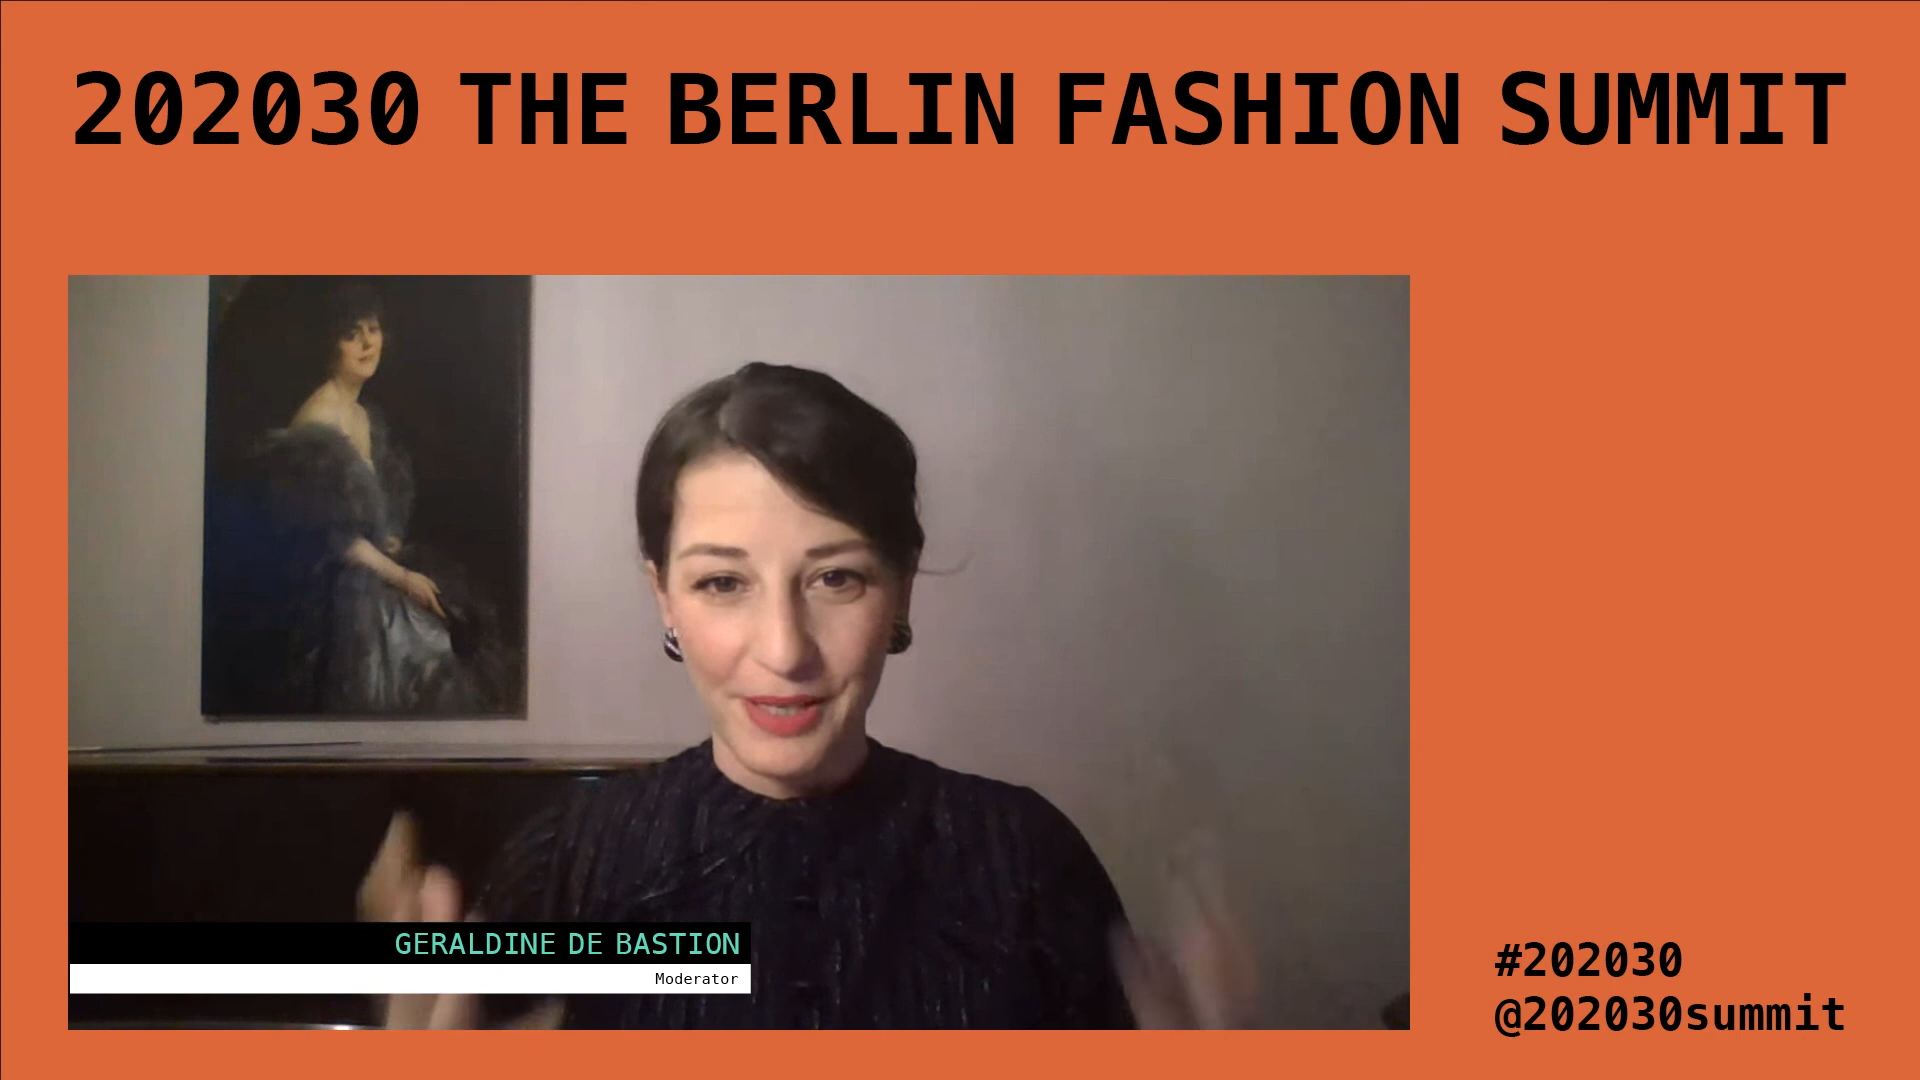 202030 THE BERLIN FASHION SUMMIT
GERALDINE DE BASTION
Moderator
#202030
@202030summit